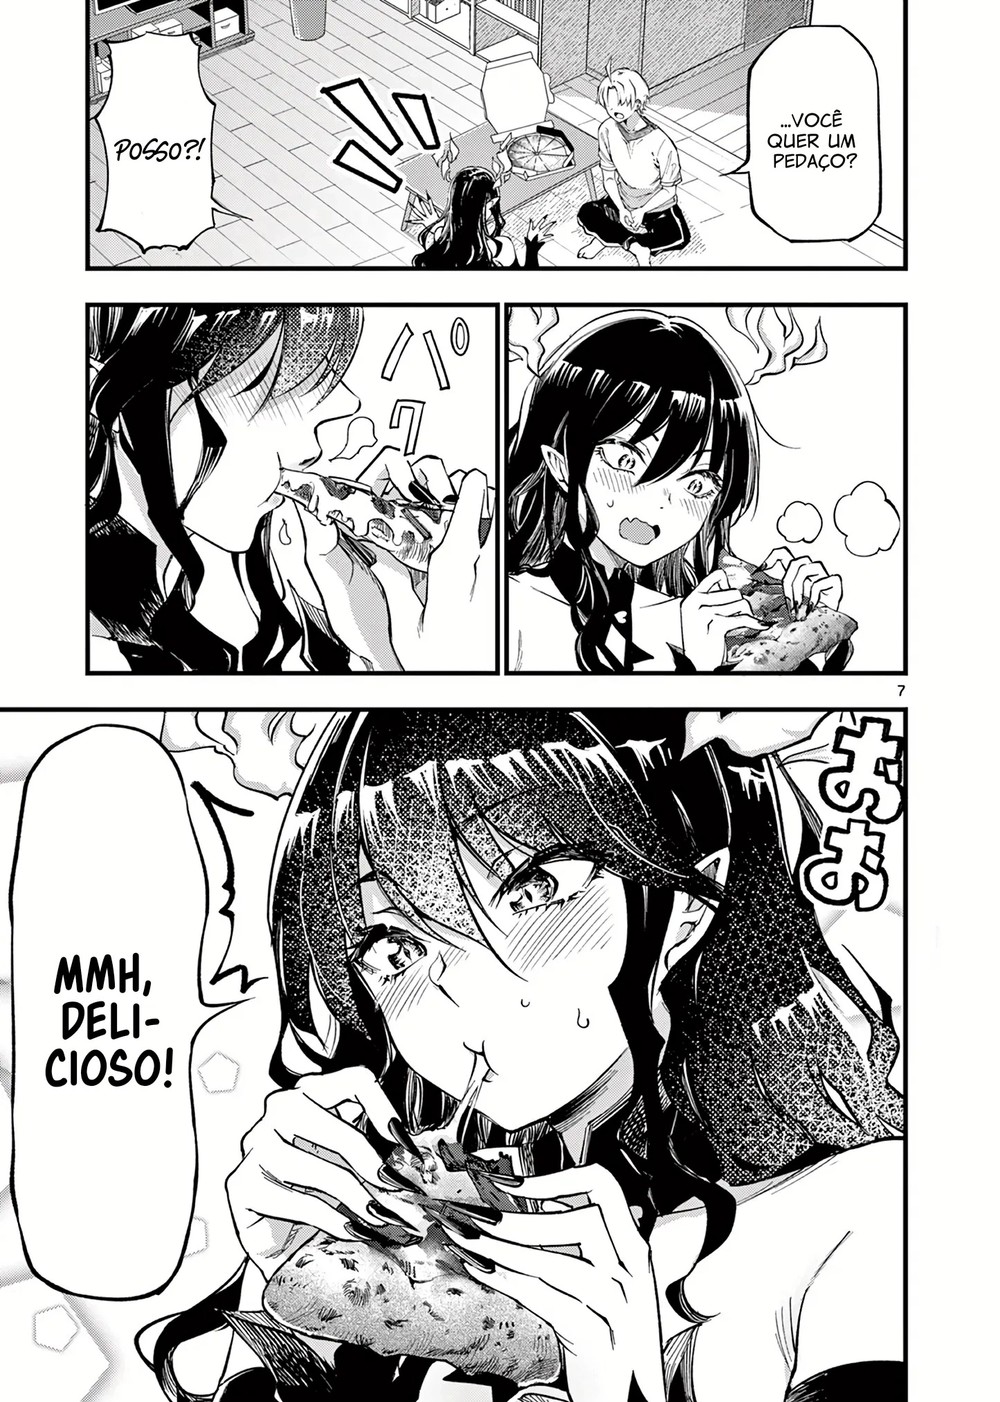 ...VOCÊ
QUER UM
PEDAÇO?
POSSO?!
パク
7
おお
MMH,
DELI-
CIOSO!